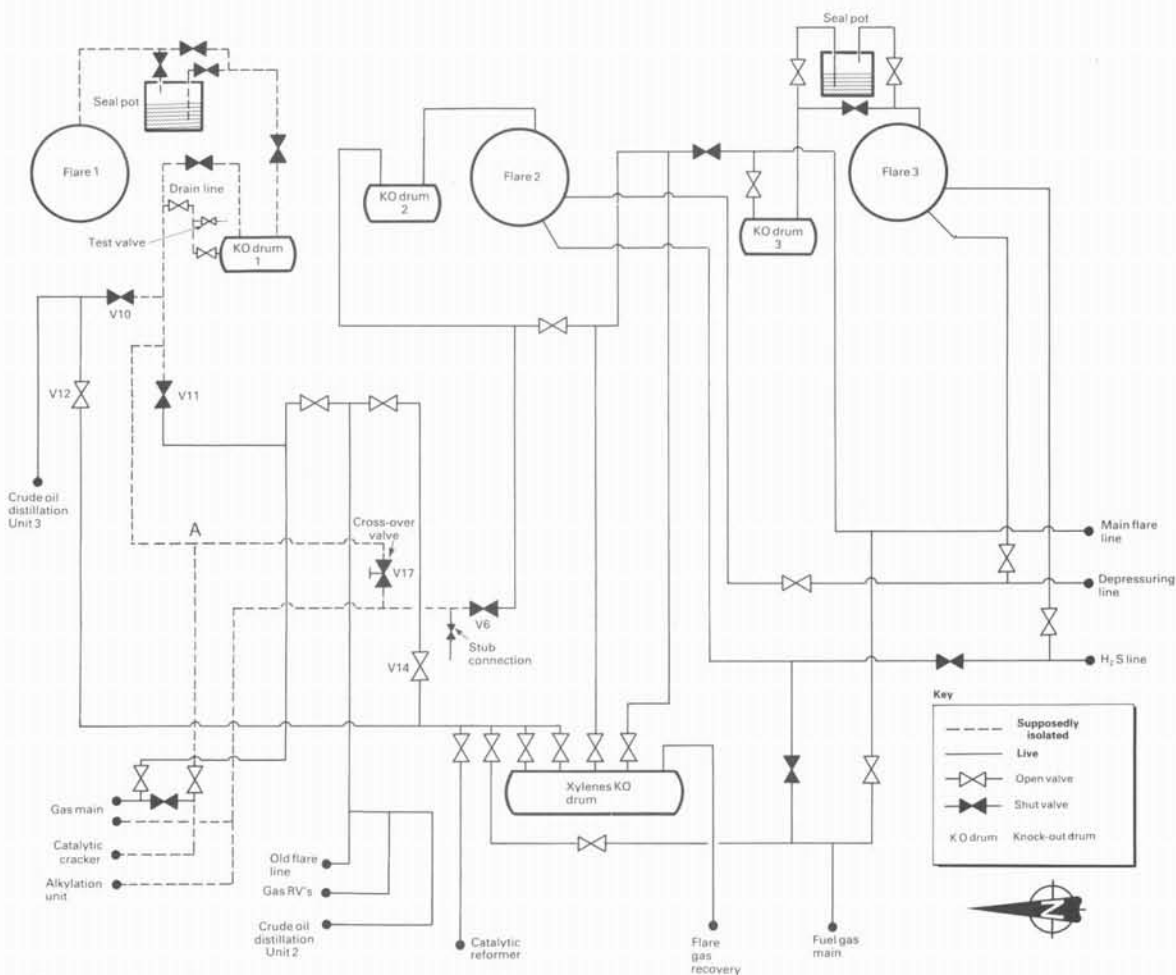 Seal pot
Seal pot
Flare 1
Flare 2
Flare 3
Drain line
Test valve
KO drum
1
KO drum
2
KO drum
3
V10
V12
V11
Crude oil
distillation
Unit 3
A
Cross-over
valve
V17
V6
Stub
connection
V14
Main flare
line
Depressuring
line
H₂S line
Key
Supposedly
isolated
Live
Open valve
Shut valve
KO drum Knock-out drum
N
Xylenes KO
drum
Gas main
Catalytic
cracker
Alkylation
unit
Old flare
line
Gas RV's
Crude oil
distillation
Unit 2
Catalytic
reformer
Flare
gas
recovery
Fuel gas
main